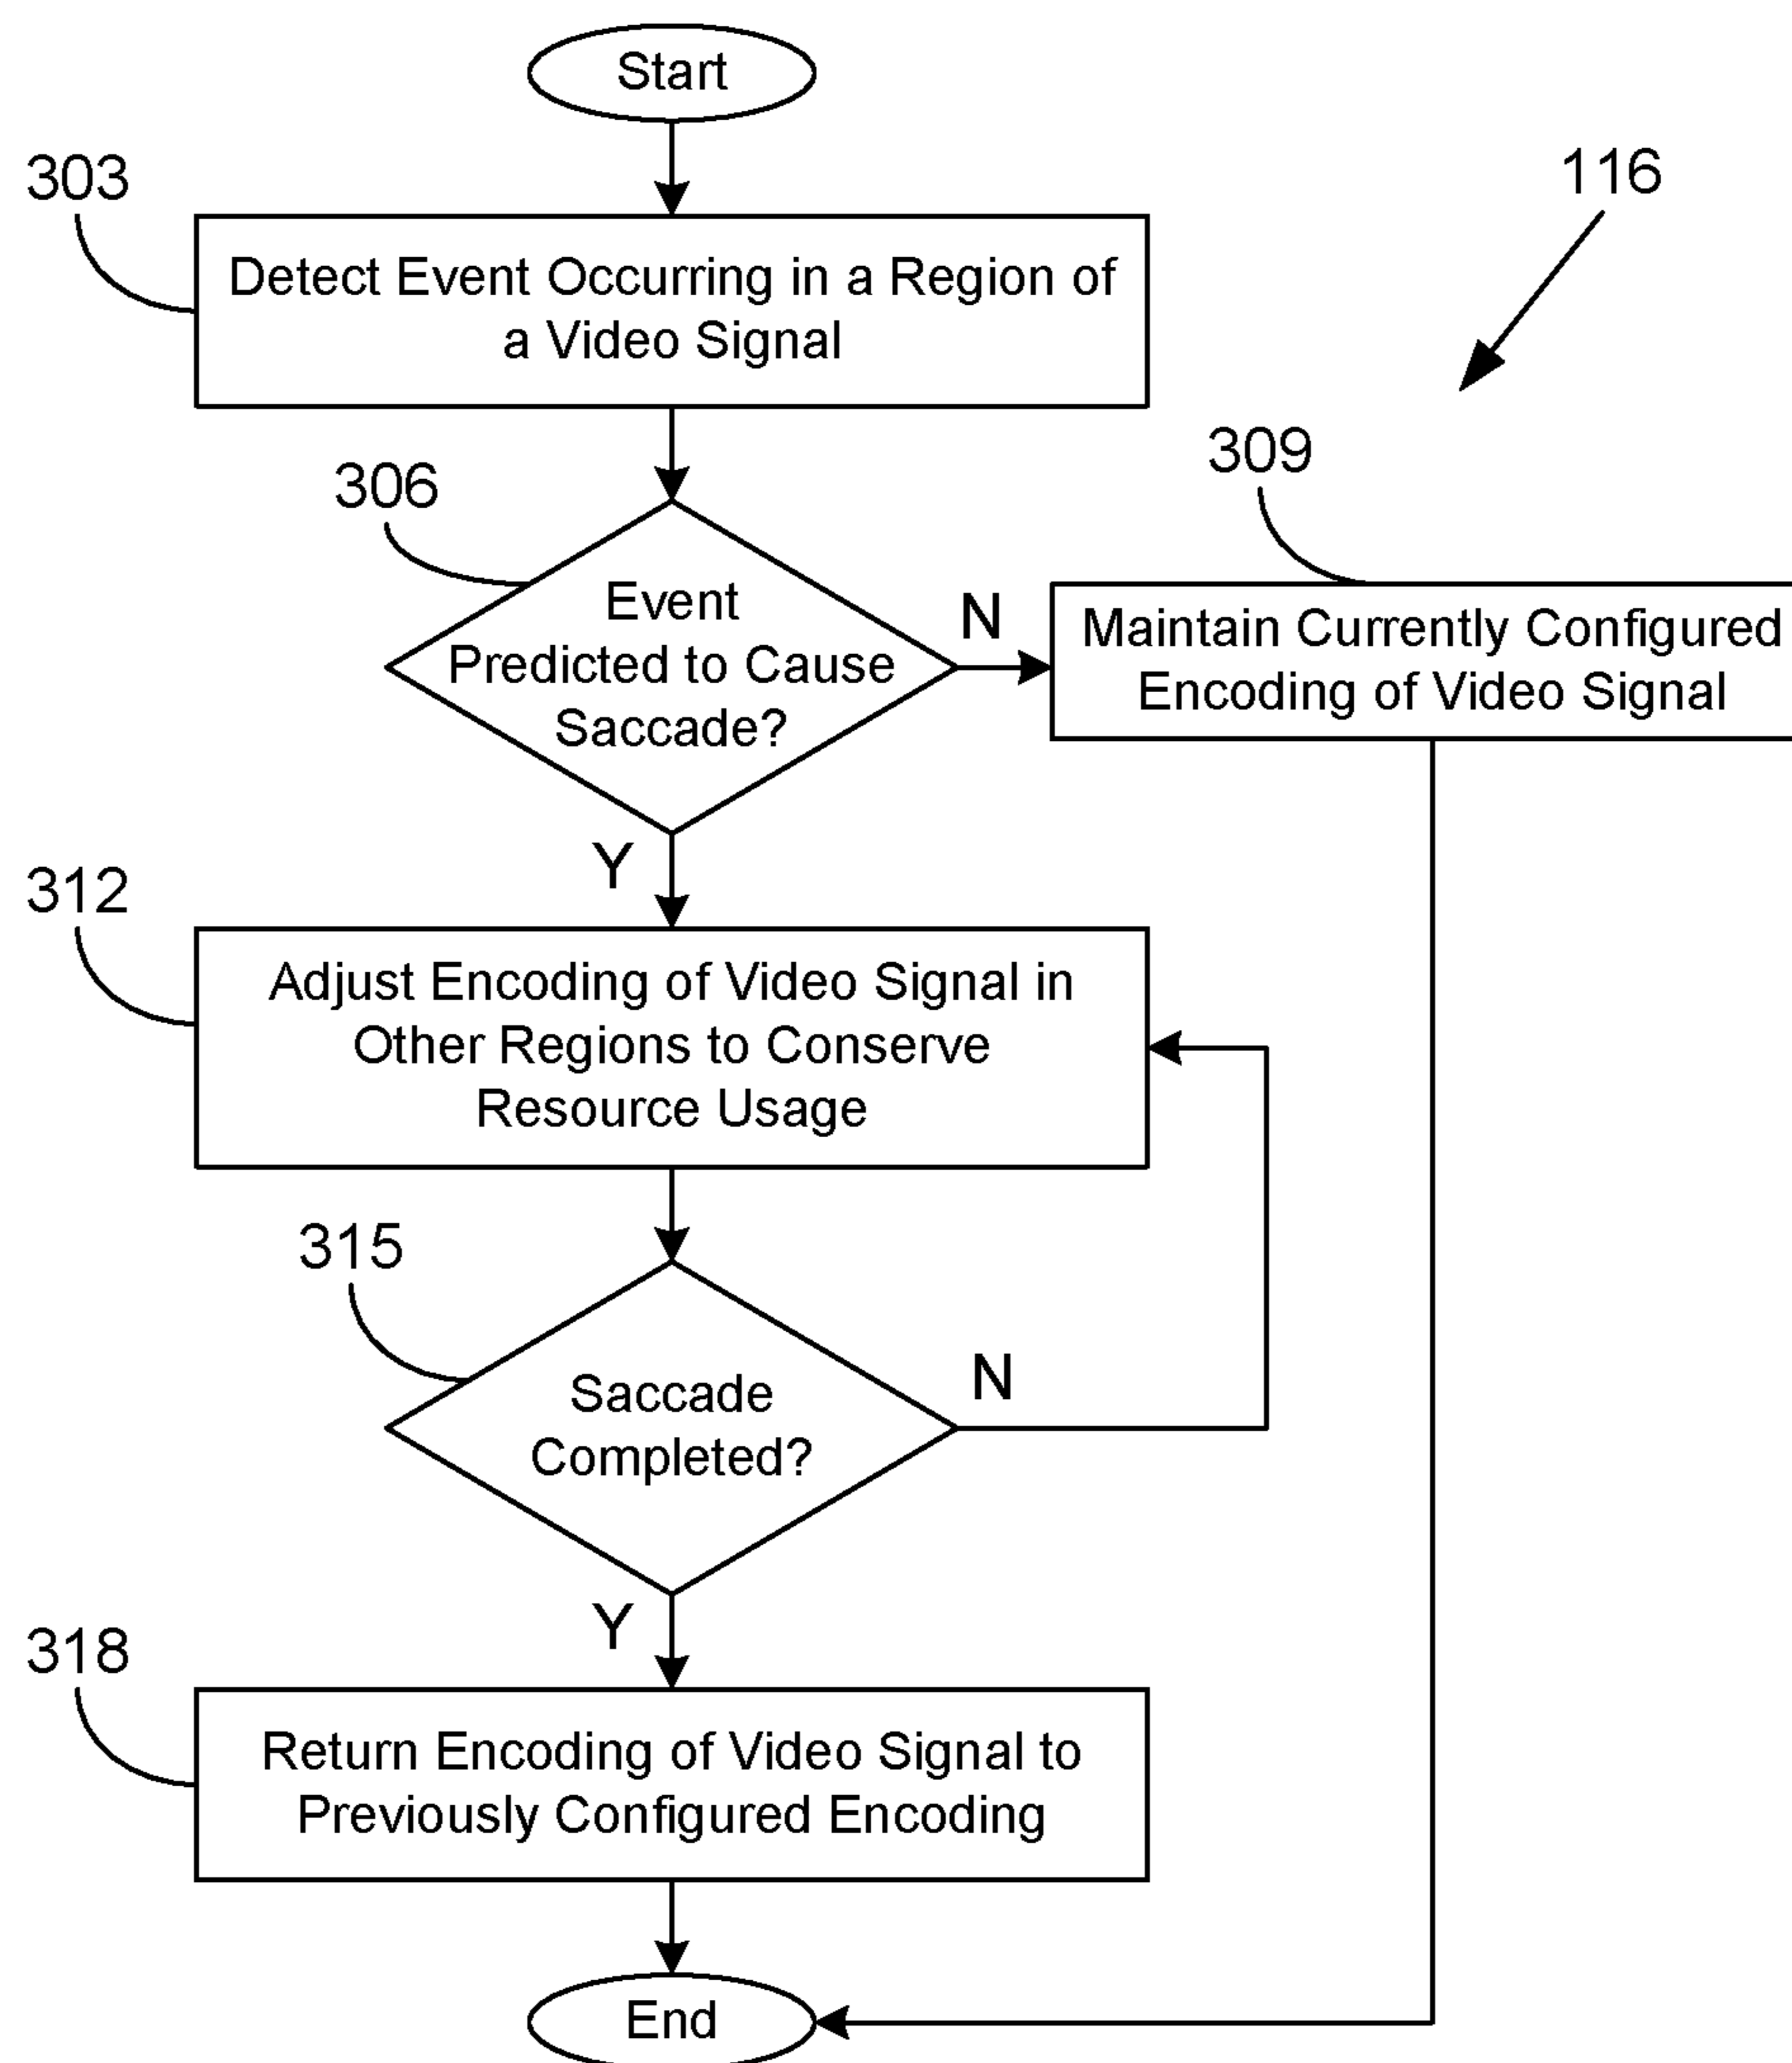 Start
303
116
Detect Event Occurring in a Region of
a Video Signal
306
309
Event
Predicted to Cause
Saccade?
N
Maintain Currently Configured
Encoding of Video Signal
Y
312
Adjust Encoding of Video Signal in
Other Regions to Conserve
Resource Usage
315
Saccade
Completed?
N
Y
318
Return Encoding of Video Signal to
Previously Configured Encoding
End